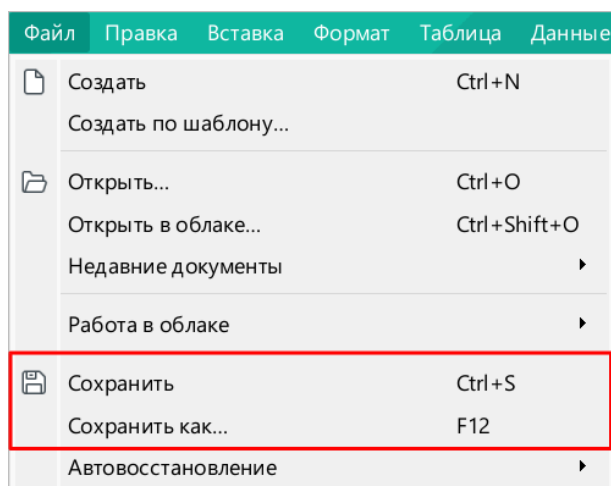 Файл Правка Вставка Формат Таблица Данные
Создать Ctrl+N
Создать по шаблону...
Открыть... Ctrl+O
Открыть в облаке... Ctrl+Shift+O
Недавние документы
Работа в облаке
Сохранить Ctrl+S
Сохранить как... F12
Автовосстановление